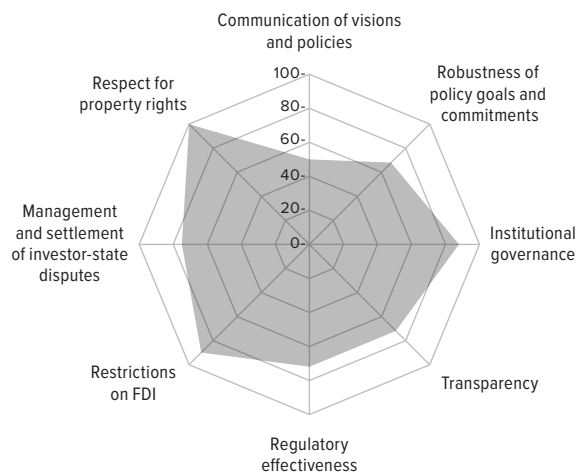 Communication of visions
and policies
Respect for
property rights
Robustness of
policy goals and
commitments
100-
80-
60-
40-
20-
0-
Management
and settlement
of investor-state
disputes
Institutional
governance
Restrictions
on FDI
Transparency
Regulatory
effectiveness